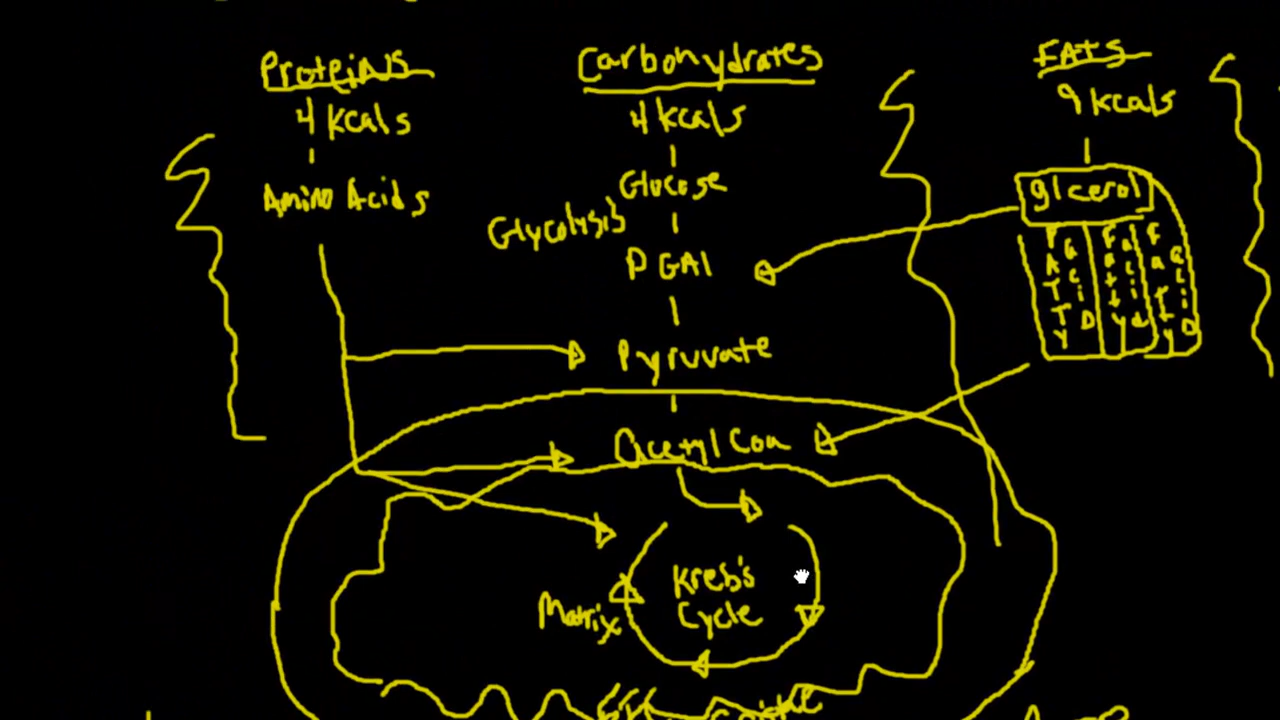 Proteins
4 kcals
Amino Acids
Carbohydrates
4 kcals
Glucose
Glycolysis
PGAl
Pyruvate
acetyl Coa
Kreb's
Cycle
Matrix
FATS
9 kcals
glcerol
FATTY AciD
Fatty acid
Fatty aciD